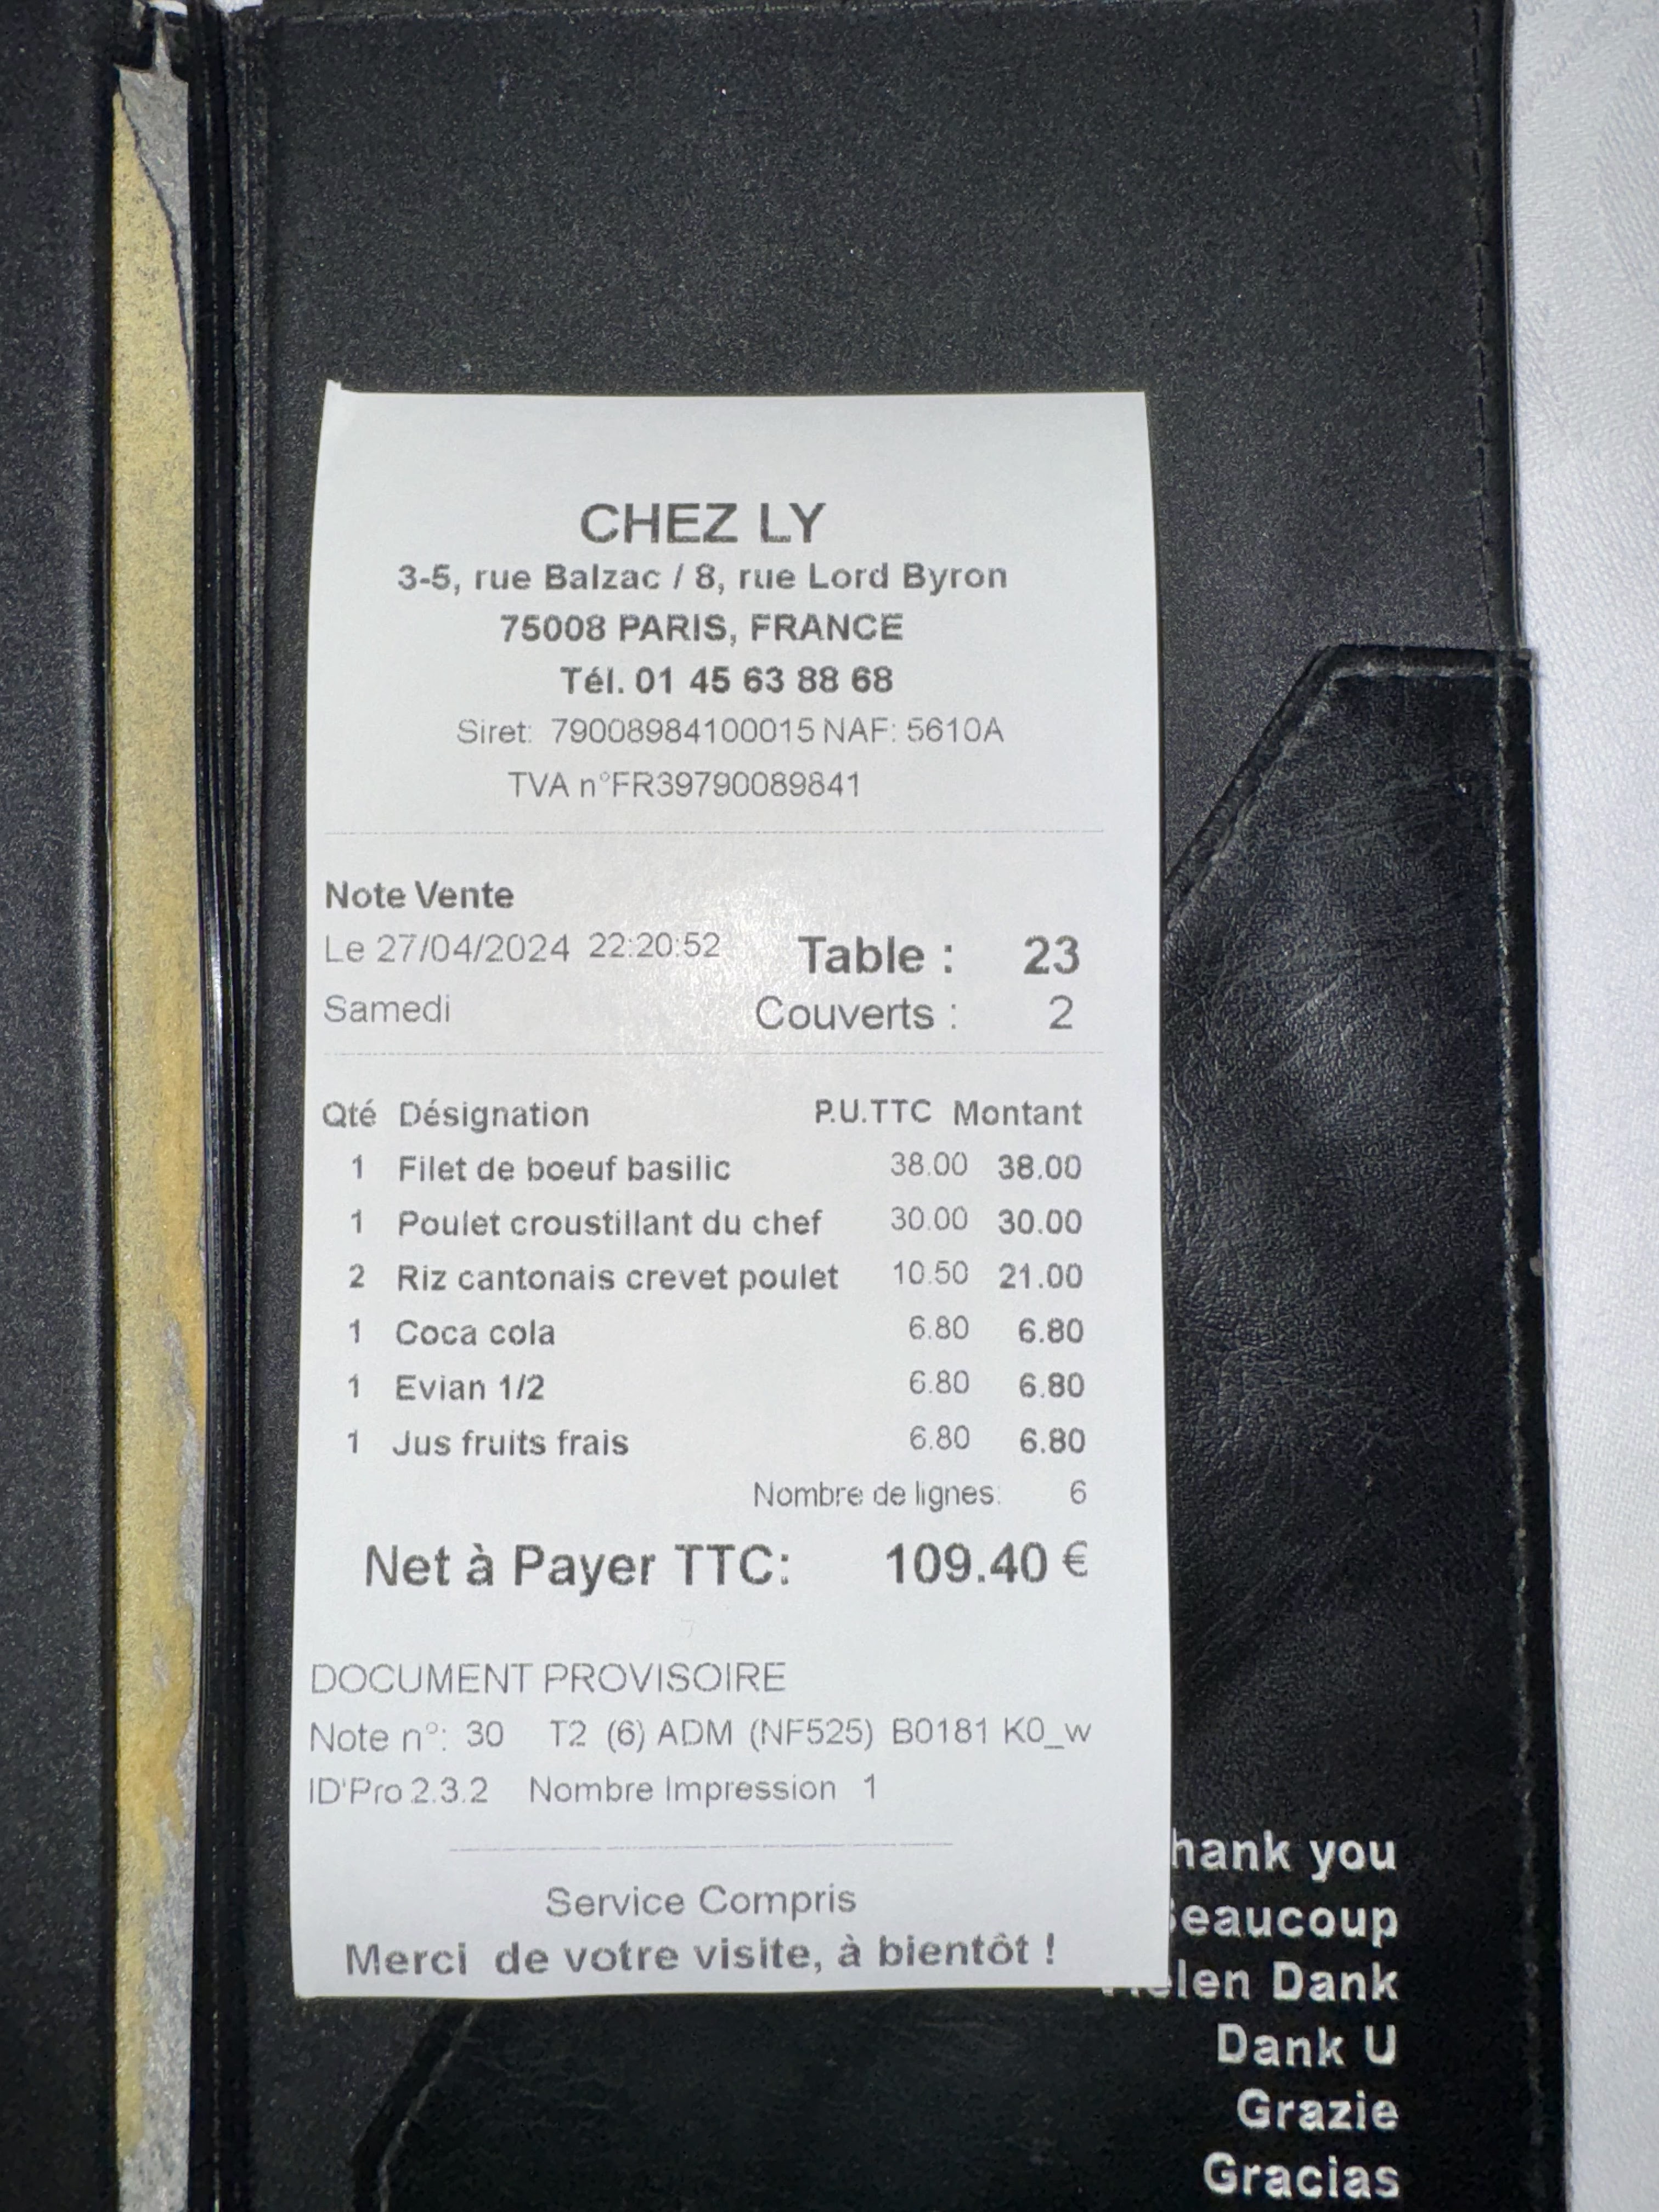 CHEZ LY
3-5, rue Balzac / 8, rue Lord Byron
75008 PARIS, FRANCE
Tél. 01 45 63 88 68
Siret: 79008984100015 NAF: 5610A
TVA n°FR39790089841
Note Vente
Le 27/04/2024 22:20:52 Table : 23
Samedi Couverts : 2
Qté Désignation P.U.TTC Montant
1 Filet de boeuf basilic 38.00 38.00
1 Poulet croustillant du chef 30.00 30.00
2 Riz cantonais crevet poulet 10.50 21.00
1 Coca cola 6.80 6.80
1 Evian 1/2 6.80 6.80
1 Jus fruits frais 6.80 6.80
Nombre de lignes: 6
Net à Payer TTC: 109.40 €
DOCUMENT PROVISOIRE
Note n°: 30 T2 (6) ADM (NF525) B0181 K0_w
ID'Pro 2.3.2 Nombre Impression 1
Service Compris
Merci de votre visite, à bientôt !
hank you
eaucoup
elen Dank
Dank U
Grazie
Gracias